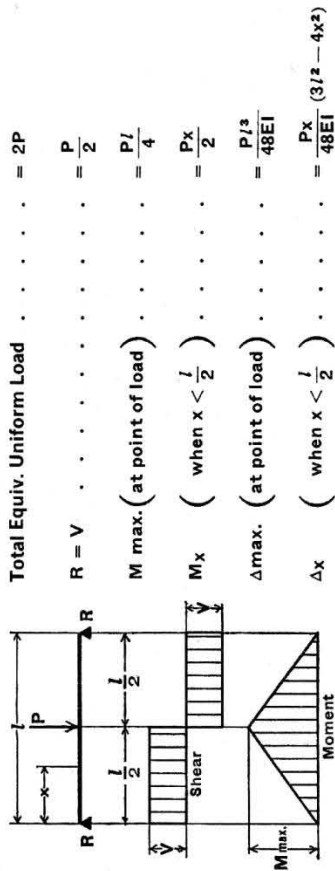 Total Equiv. Uniform Load . . . . . = 2P
R = V . . . . . . . . . . . . = P/2
M max. ( at point of load ) . . . . . = Pl/4
Mx ( when x < l/2 ) . . . . . = Px/2
Δmax. ( at point of load ) . . . . . = Pl³/48EI
Δx ( when x < l/2 ) . . . . . = Px/48EI (3l² − 4x²)
l
x
P
R
R
l/2
l/2
V
Shear
V
M max.
Moment